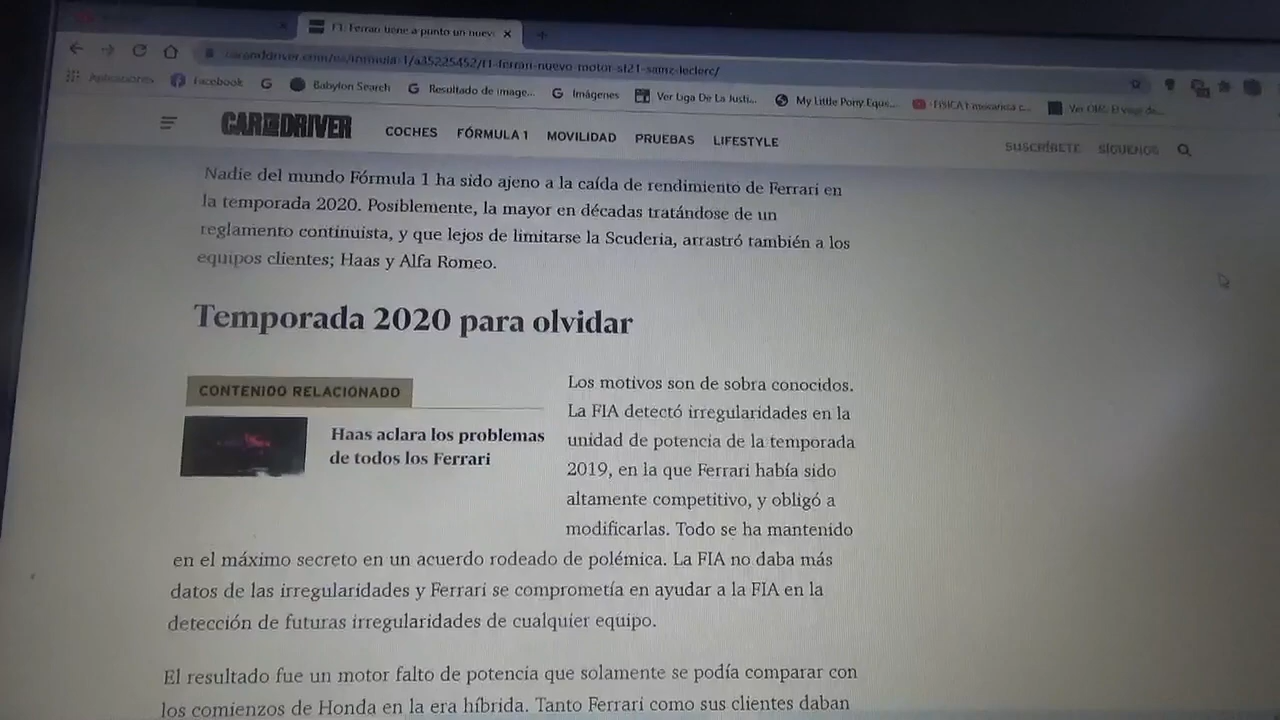 F1: Ferrari tiene a punto un nuev
caranddriver.com/es/formula-1/a35225452/f1-ferrari-nuevo-motor-sf21-sainz-leclerc/
Aplicaciones Facebook Babylon Search Resultado de image... Imágenes Ver Liga De La Justi... My Little Pony Eque... FISICA 1 mecanica c...
CAR AND DRIVER COCHES FÓRMULA 1 MOVILIDAD PRUEBAS LIFESTYLE SUSCRÍBETE SÍGUENOS
Nadie del mundo Fórmula 1 ha sido ajeno a la caída de rendimiento de Ferrari en
la temporada 2020. Posiblemente, la mayor en décadas tratándose de un
reglamento continuista, y que lejos de limitarse la Scuderia, arrastró también a los
equipos clientes; Haas y Alfa Romeo.
Temporada 2020 para olvidar
CONTENIDO RELACIONADO
Haas aclara los problemas
de todos los Ferrari
Los motivos son de sobra conocidos.
La FIA detectó irregularidades en la
unidad de potencia de la temporada
2019, en la que Ferrari había sido
altamente competitivo, y obligó a
modificarlas. Todo se ha mantenido
en el máximo secreto en un acuerdo rodeado de polémica. La FIA no daba más
datos de las irregularidades y Ferrari se comprometía en ayudar a la FIA en la
detección de futuras irregularidades de cualquier equipo.
El resultado fue un motor falto de potencia que solamente se podía comparar con
los comienzos de Honda en la era híbrida. Tanto Ferrari como sus clientes daban